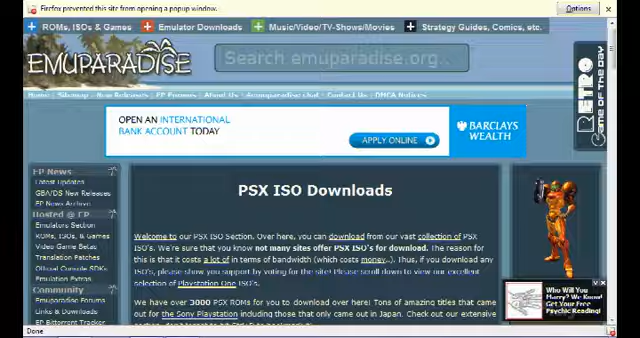 Firefox prevented this site from opening a popup window.
Options
ROMs, ISOs & Games
Emulator Downloads
Music/Video/TV-Shows/Movies
Strategy Guides, Comics, etc.
EMUPARADISE
Search emuparadise.org..
RETRO
Game OF THE DAY
Home
Sitemap
New Releases
EP Forums
About Us
#emuparadise chat
Contact Us
DMCA Notices
OPEN AN INTERNATIONAL
BANK ACCOUNT TODAY
APPLY ONLINE
BARCLAYS
WEALTH
EP News
Latest Updates
GBA/DS New Releases
EP News Archive
Hosted @ EP
Emulators Section
ROMs, ISOs, & Games
Video Game Betas
Translation Patches
Official Console SDKs
Emulation Extras
Community
Emuparadise Forums
Links & Downloads
EP Bittorrent Tracker
PSX ISO Downloads
Welcome to our PSX ISO Section. Over here, you can download from our vast collection of PSX
ISO's. We're sure that you know not many sites offer PSX ISO's for download. The reason for
this is that it costs a lot of in terms of bandwidth (which costs money..). Thus, if you download any
ISO's, please show you support by voting for the site! Please scroll down to view our excellent
selection of Playstation One ISO's.
We have over 3000 PSX ROMs for you to download over here! Tons of amazing titles that came
out for the Sony Playstation including those that only came out in Japan. Check out our extensive
Who Will You
Marry? We Know!
Get Your Free
Psychic Reading!
Done